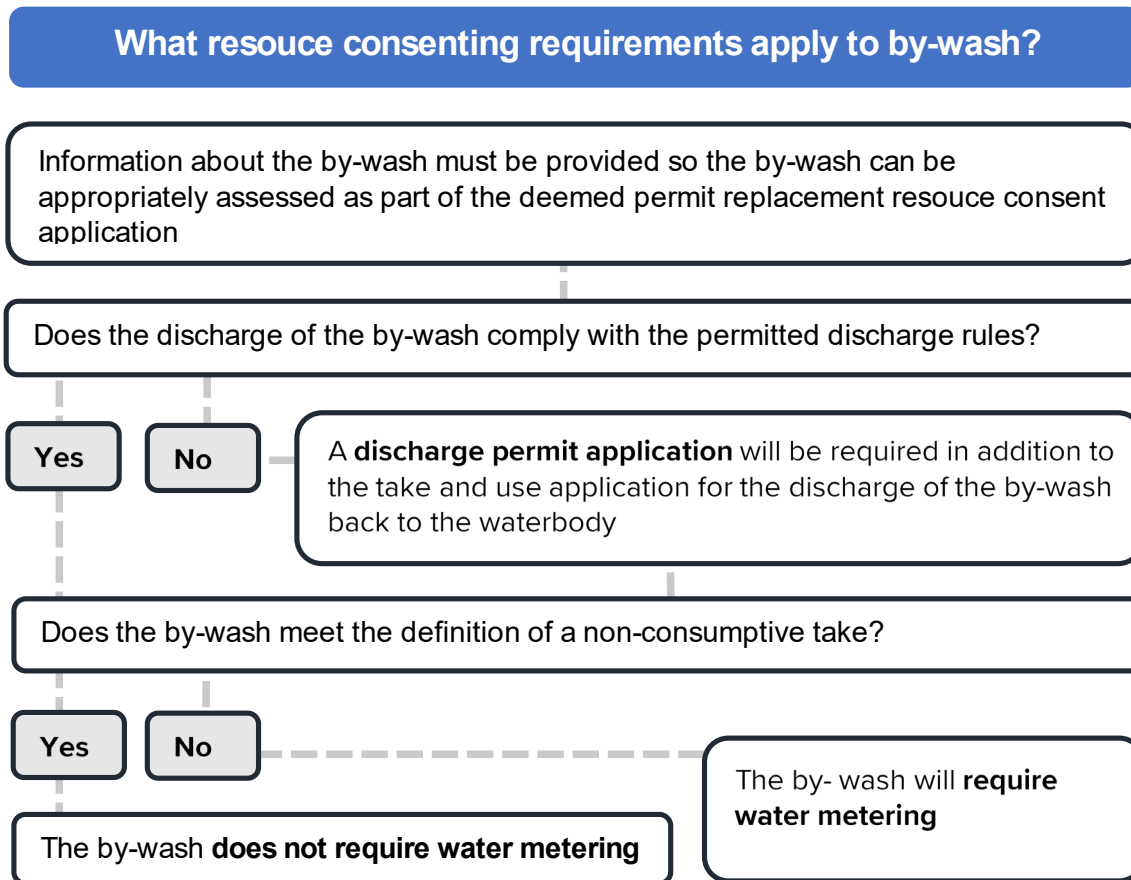 What resouce consenting requirements apply to by-wash?
Information about the by-wash must be provided so the by-wash can be
appropriately assessed as part of the deemed permit replacement resouce consent
application
Does the discharge of the by-wash comply with the permitted discharge rules?
Yes
No
A discharge permit application will be required in addition to
the take and use application for the discharge of the by-wash
back to the waterbody
Does the by-wash meet the definition of a non-consumptive take?
Yes
No
The by- wash will require
water metering
The by-wash does not require water metering